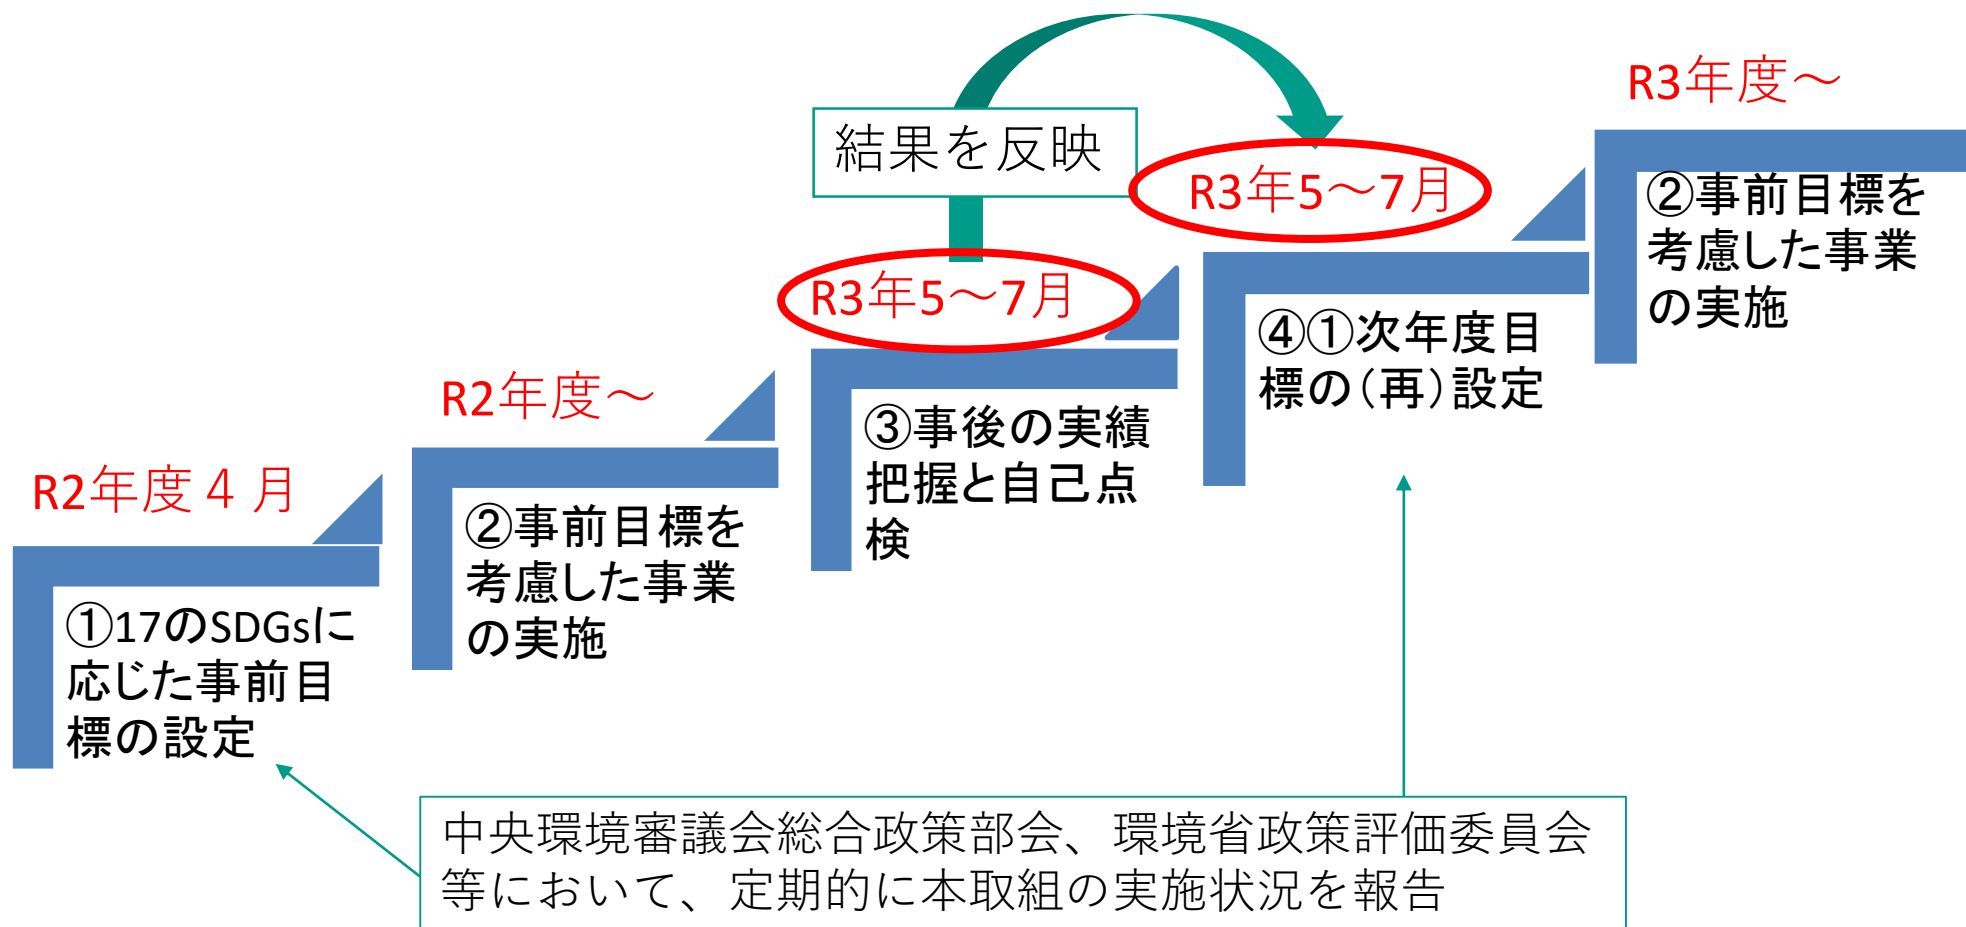 R2年度４月
①17のSDGsに
応じた事前目
標の設定
R2年度～
②事前目標を
考慮した事業
の実施
結果を反映
R3年5～7月
③事後の実績
把握と自己点
検
R3年5～7月
④①次年度目
標の（再）設定
R3年度～
②事前目標を
考慮した事業
の実施
中央環境審議会総合政策部会、環境省政策評価委員会
等において、定期的に本取組の実施状況を報告